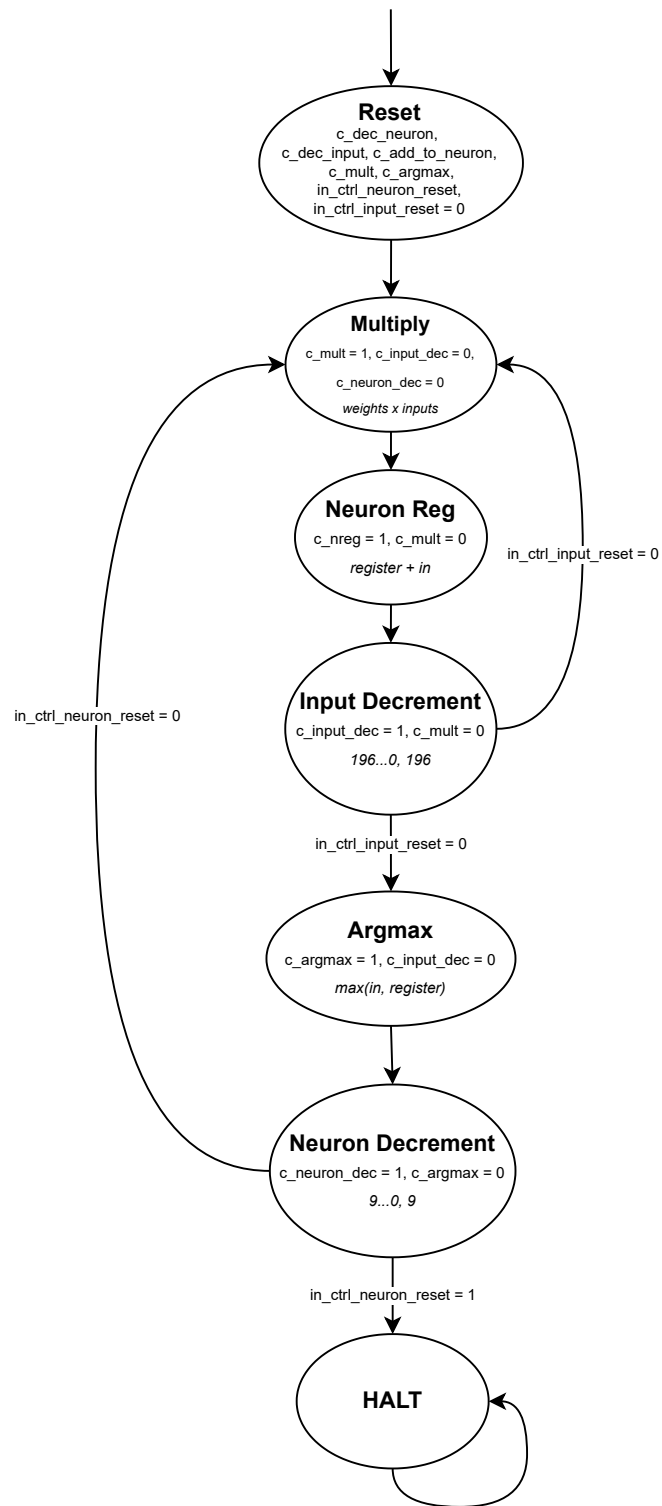 Reset
c_dec_neuron,
c_dec_input, c_add_to_neuron,
c_mult, c_argmax,
in_ctrl_neuron_reset,
in_ctrl_input_reset = 0
Multiply
c_mult = 1, c_input_dec = 0,
c_neuron_dec = 0
weights x inputs
Neuron Reg
c_nreg = 1, c_mult = 0
register + in
in_ctrl_input_reset = 0
Input Decrement
c_input_dec = 1, c_mult = 0
196...0, 196
in_ctrl_neuron_reset = 0
in_ctrl_input_reset = 0
Argmax
c_argmax = 1, c_input_dec = 0
max(in, register)
Neuron Decrement
c_neuron_dec = 1, c_argmax = 0
9...0, 9
in_ctrl_neuron_reset = 1
HALT